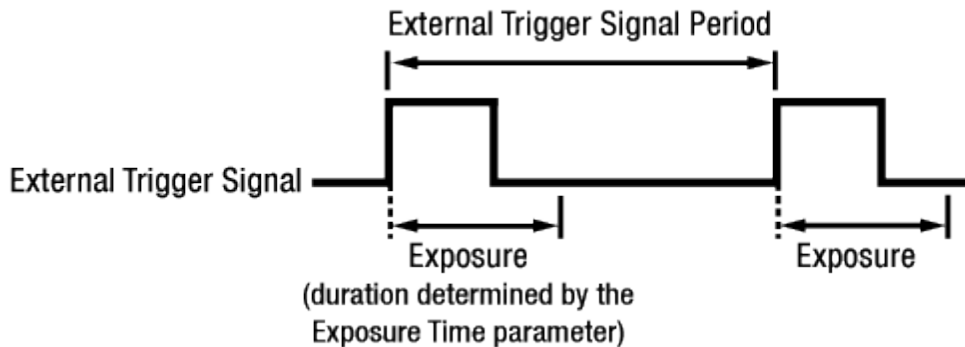 External Trigger Signal Period
External Trigger Signal
Exposure
(duration determined by the
Exposure Time parameter)
Exposure